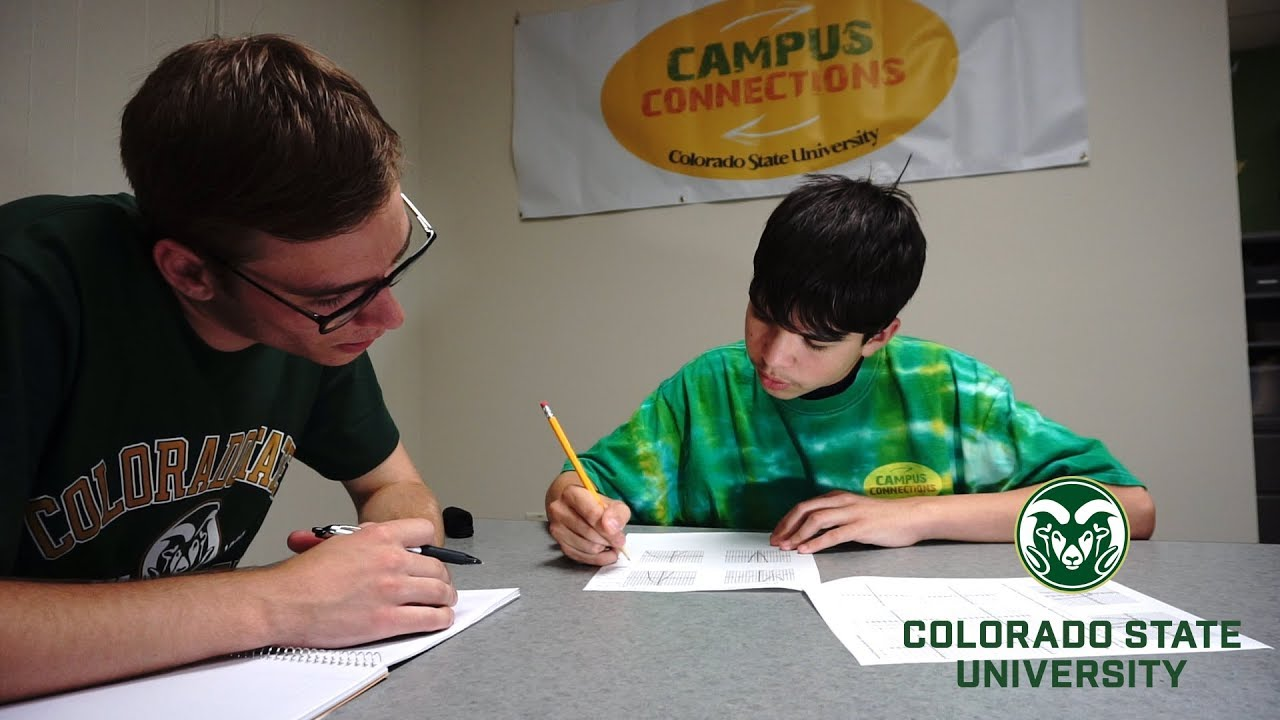 CAMPUS
CONNECTIONS
Colorado State University
COLORADO STATE
CAMPUS
CONNECTIONS
COLORADO STATE
UNIVERSITY